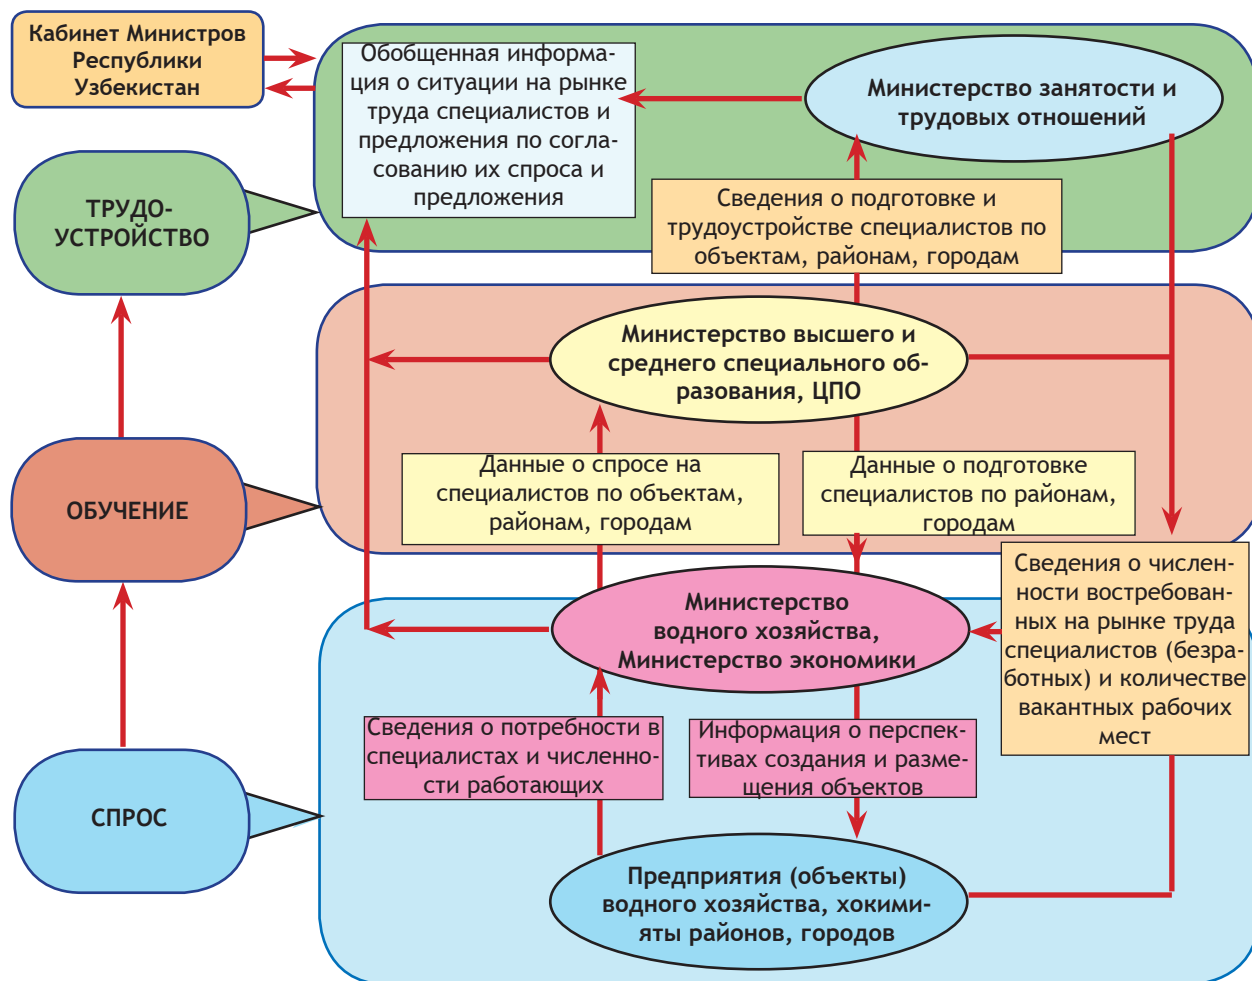 Кабинет Министров
Республики
Узбекистан
Обобщенная информа-
ция о ситуации на рынке
труда специалистов и
предложения по согла-
сованию их спроса и
предложения
Министерство занятости и
трудовых отношений
ТРУДО-
УСТРОЙСТВО
Сведения о подготовке и
трудоустройстве специалистов по
объектам, районам, городам
Министерство высшего и
среднего специального об-
разования, ЦПО
ОБУЧЕНИЕ
Данные о спросе на
специалистов по объектам,
районам, городам
Данные о подготовке
специалистов по районам,
городам
Министерство
водного хозяйства,
Министерство экономики
Сведения о числен-
ности востребован-
ных на рынке труда
специалистов (безра-
ботных) и количестве
вакантных рабочих
мест
СПРОС
Сведения о потребности в
специалистах и численно-
сти работающих
Информация о перспек-
тивах создания и разме-
щения объектов
Предприятия (объекты)
водного хозяйства, хокими-
яты районов, городов